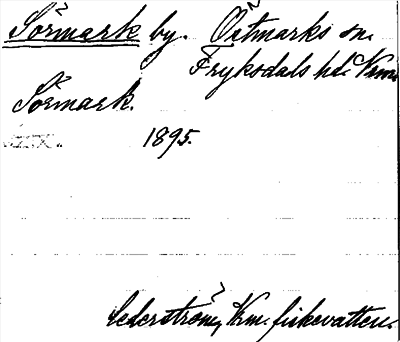 Sörmark by. Östmarks sn.
Fryksdals hd. Vrm.
Sörmark.
1895.
Cederström, Vrm. fiskevatten.